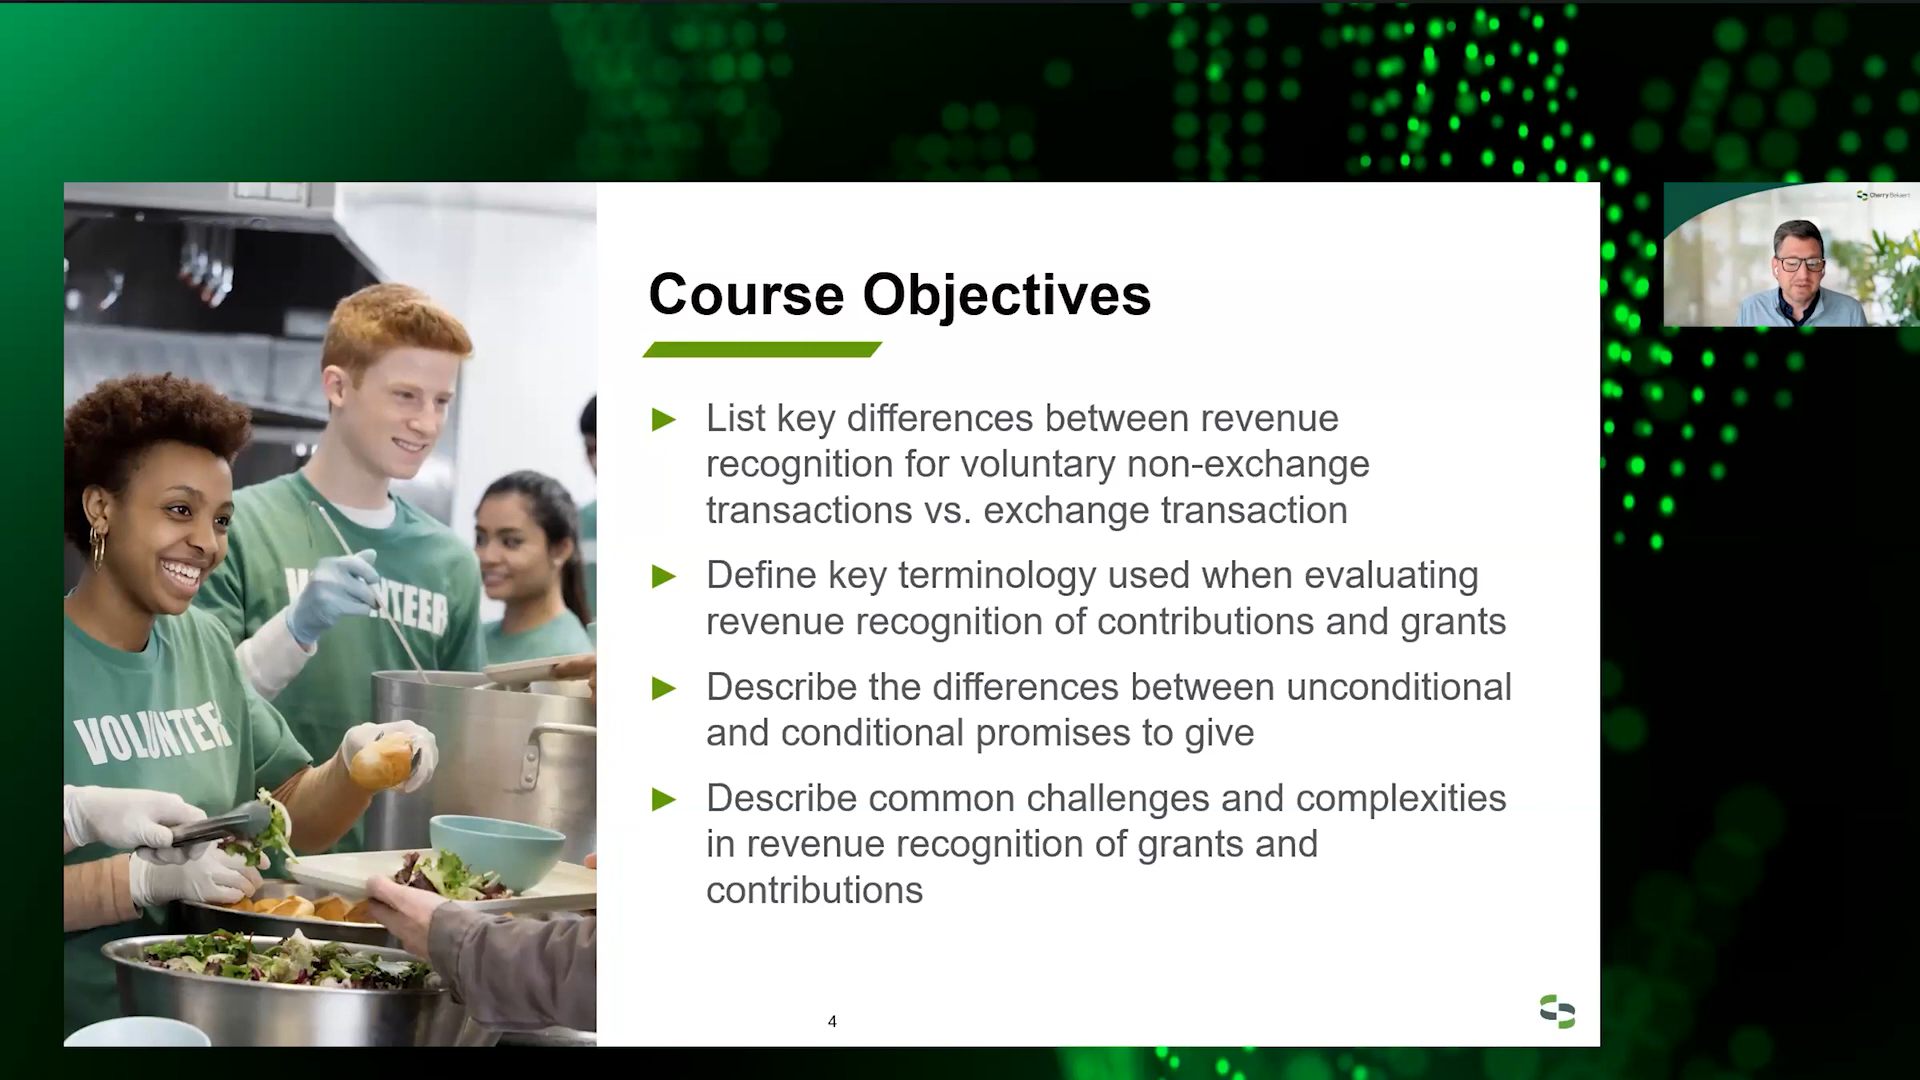 Cherry Bekaert
Course Objectives
List key differences between revenue
recognition for voluntary non-exchange
transactions vs. exchange transaction
Define key terminology used when evaluating
revenue recognition of contributions and grants
Describe the differences between unconditional
and conditional promises to give
Describe common challenges and complexities
in revenue recognition of grants and
contributions
VOLUNTEER
4